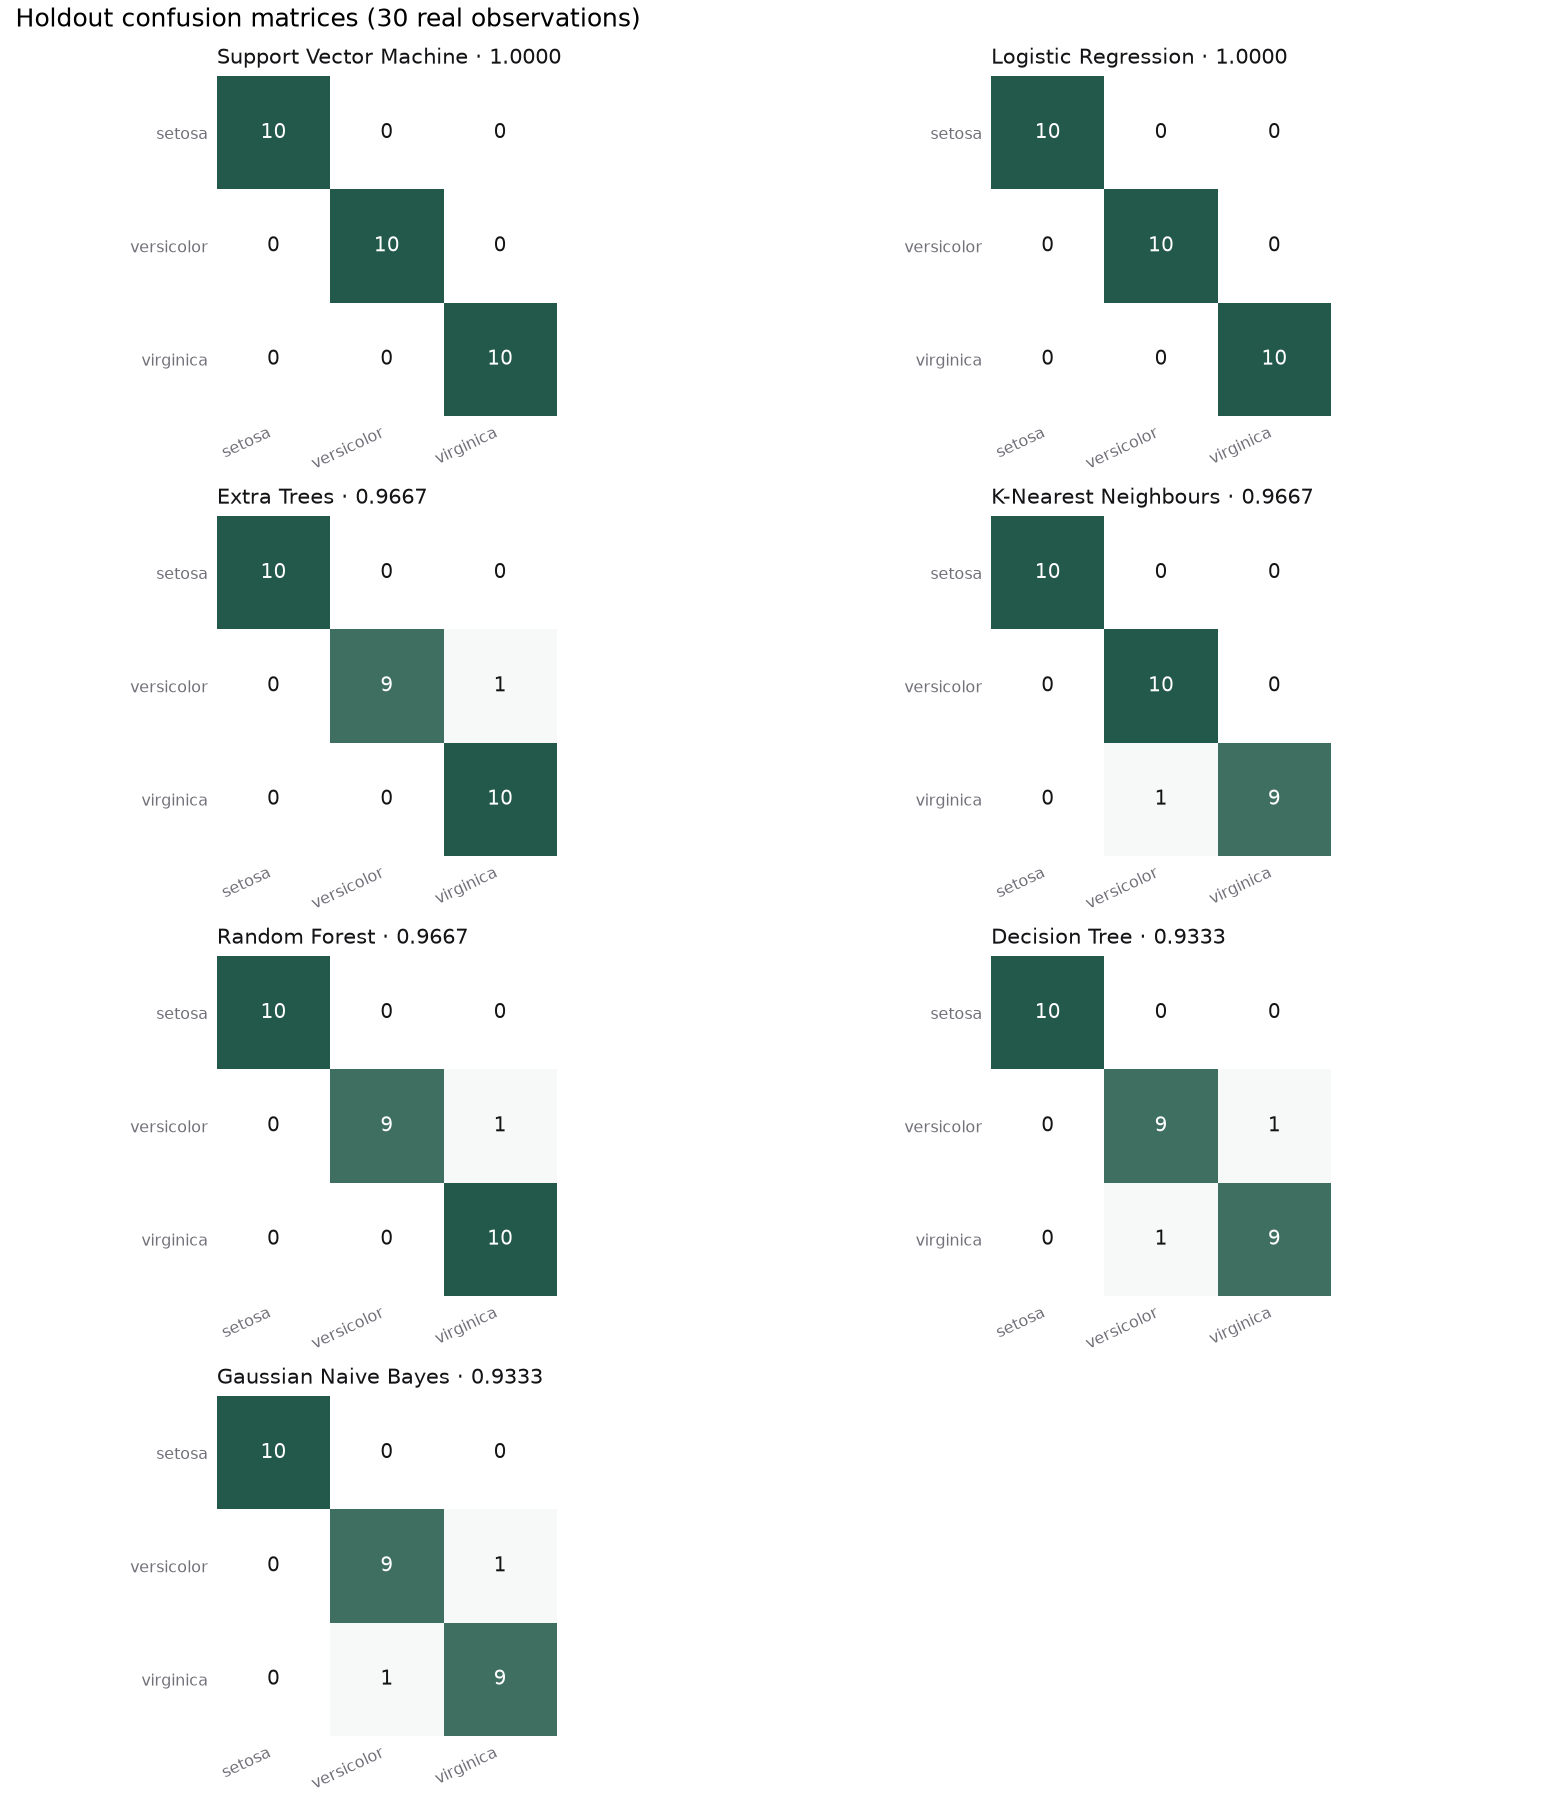 Holdout confusion matrices (30 real observations)
Support Vector Machine · 1.0000
setosa 10 0 0
versicolor 0 10 0
virginica 0 0 10
setosa versicolor virginica
Logistic Regression · 1.0000
setosa 10 0 0
versicolor 0 10 0
virginica 0 0 10
setosa versicolor virginica
Extra Trees · 0.9667
setosa 10 0 0
versicolor 0 9 1
virginica 0 0 10
setosa versicolor virginica
K-Nearest Neighbours · 0.9667
setosa 10 0 0
versicolor 0 10 0
virginica 0 1 9
setosa versicolor virginica
Random Forest · 0.9667
setosa 10 0 0
versicolor 0 9 1
virginica 0 0 10
setosa versicolor virginica
Decision Tree · 0.9333
setosa 10 0 0
versicolor 0 9 1
virginica 0 1 9
setosa versicolor virginica
Gaussian Naive Bayes · 0.9333
setosa 10 0 0
versicolor 0 9 1
virginica 0 1 9
setosa versicolor virginica